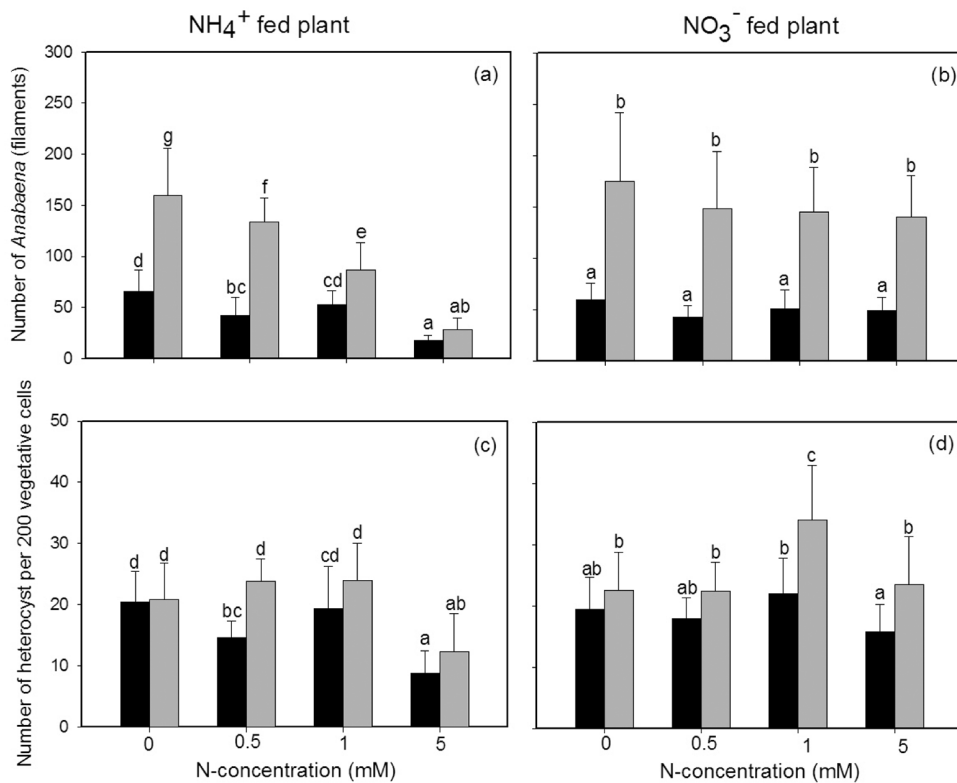 NH4+ fed plant
NO3- fed plant
Number of Anabaena (filaments)
300
250
200
150
100
50
0
(a)
d
g
bc
f
cd
e
a
ab
(b)
a
b
a
b
a
b
a
b
Number of heterocyst per 200 vegetative cells
50
40
30
20
10
0
(c)
d
d
bc
d
cd
d
a
ab
(d)
ab
b
ab
b
b
c
a
b
0
0.5
1
5
0
0.5
1
5
N-concentration (mM)
N-concentration (mM)